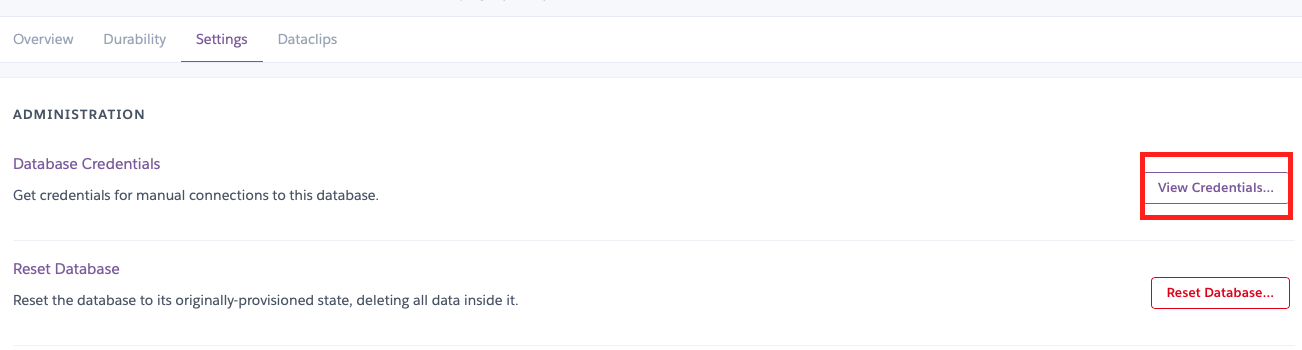 Overview Durability Settings Dataclips
ADMINISTRATION
Database Credentials
Get credentials for manual connections to this database.
View Credentials...
Reset Database
Reset the database to its originally-provisioned state, deleting all data inside it.
Reset Database...